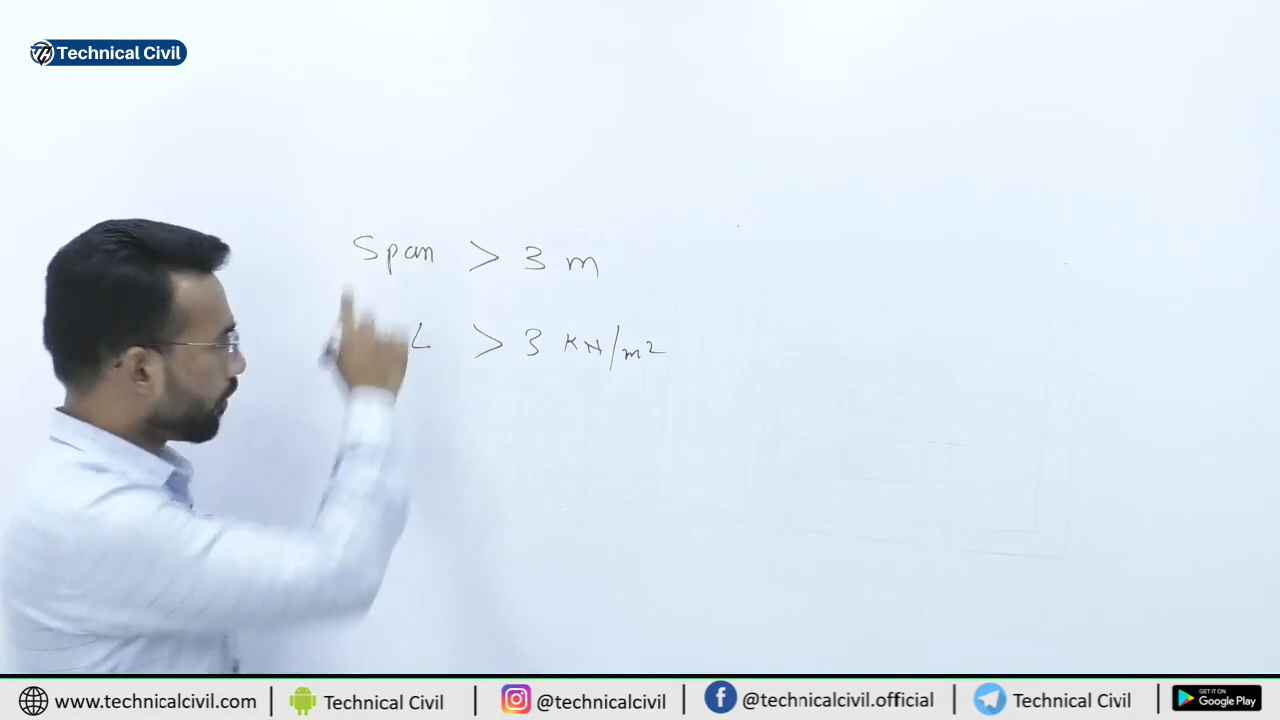 Technical Civil
Span > 3 m
L > 3 KN/m2
www.technicalcivil.com
Technical Civil
@technicalcivil
@technicalcivil.official
Technical Civil
GET IT ON
Google Play